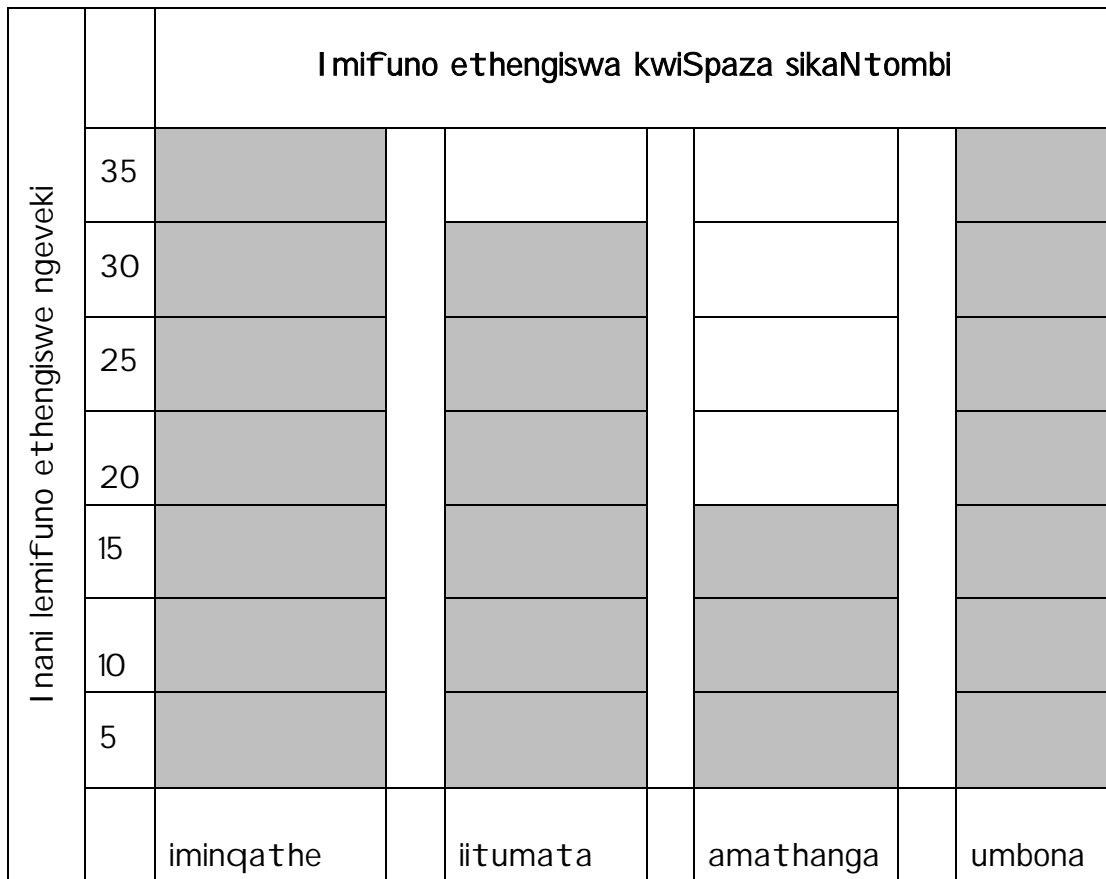 Imifuno ethengiswa kwiSpaza sikaNtombi
Inani lemifuno ethengiswe ngeveki
35
30
25
20
15
10
5
iminqathe
iitumata
amathanga
umbona